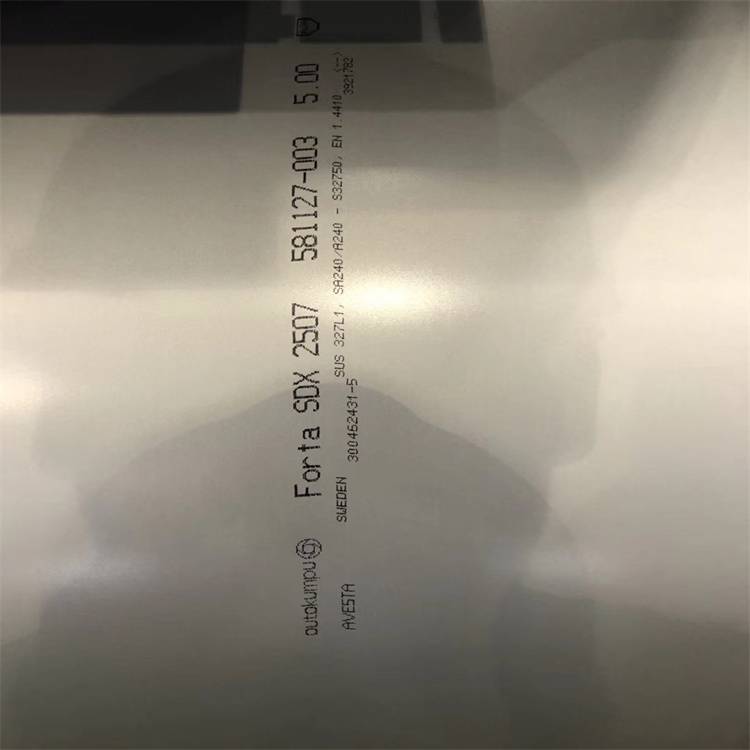 outokumpu Forta SDX 2507 581127-003 5.00
SWEDEN SUS 327L1, SA240/A240 - S32750, EN 1.4410 (--)
AVESTA 300462431-5 3921782